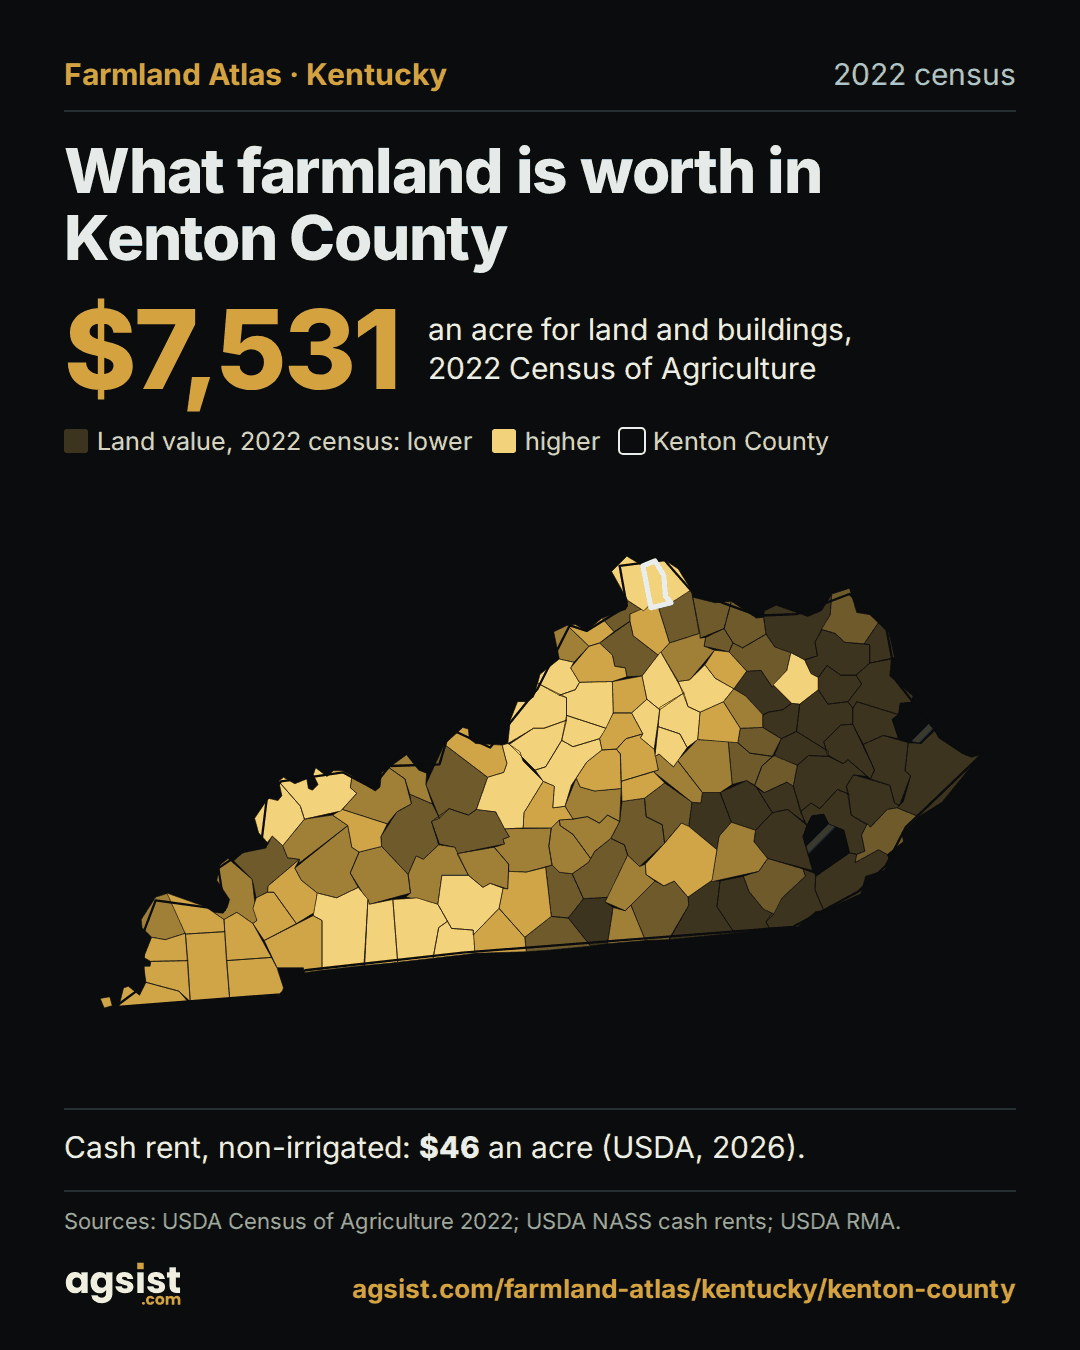 Farmland Atlas · Kentucky
2022 census
What farmland is worth in
Kenton County
$7,531
an acre for land and buildings,
2022 Census of Agriculture
Land value, 2022 census: lower
higher
Kenton County
Cash rent, non-irrigated: $46 an acre (USDA, 2026).
Sources: USDA Census of Agriculture 2022; USDA NASS cash rents; USDA RMA.
agsist
.com
agsist.com/farmland-atlas/kentucky/kenton-county